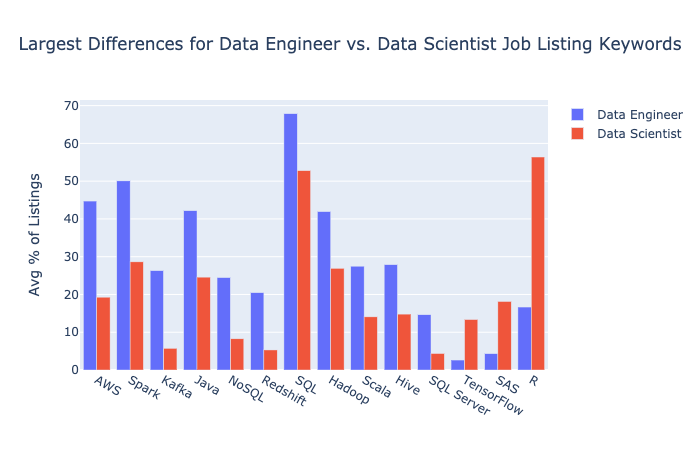 Largest Differences for Data Engineer vs. Data Scientist Job Listing Keywords
Data Engineer
Data Scientist
Avg % of Listings
70
60
50
40
30
20
10
0
AWS
Spark
Kafka
Java
NoSQL
Redshift
SQL
Hadoop
Scala
Hive
SQL Server
TensorFlow
SAS
R